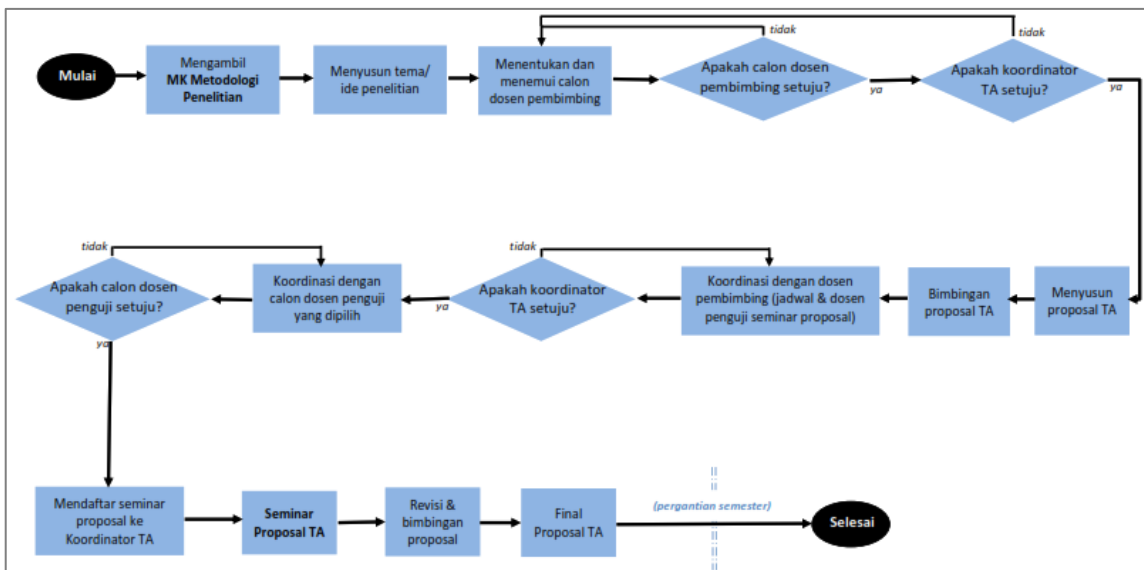 Mulai
Mengambil
MK Metodologi
Penelitian
Menyusun tema/
ide penelitian
Menentukan dan
menemui calon
dosen pembimbing
tidak
Apakah calon dosen
pembimbing setuju?
ya
tidak
Apakah koordinator
TA setuju?
ya
Menyusun
proposal TA
Bimbingan
proposal TA
Koordinasi dengan dosen
pembimbing (jadwal & dosen
penguji seminar proposal)
tidak
Apakah koordinator
TA setuju?
ya
Koordinasi dengan
calon dosen penguji
yang dipilih
tidak
Apakah calon dosen
penguji setuju?
ya
Mendaftar seminar
proposal ke
Koordinator TA
Seminar
Proposal TA
Revisi &
bimbingan
proposal
Final
Proposal TA
(pergantian semester)
Selesai